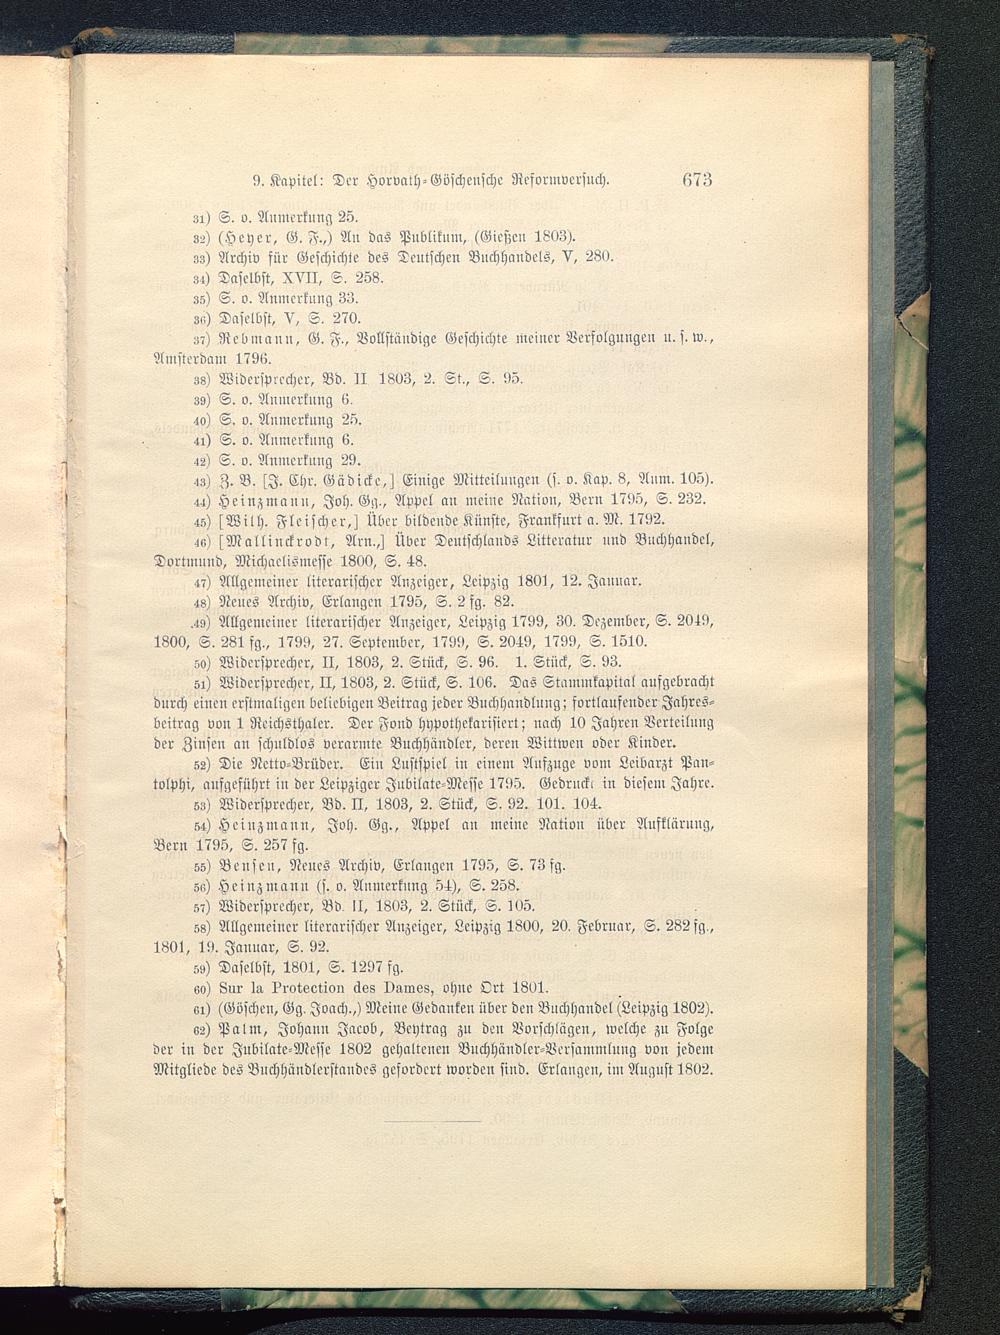 9. Kapitel: Der Horvath-Göschensche Reformversuch. 673
31) S. o. Anmerkung 25.
32) (Heyer, G. F.,) An das Publikum, (Gießen 1803).
33) Archiv für Geschichte des Deutschen Buchhandels, V, 280.
34) Daselbst, XVII, S. 258.
35) S. o. Anmerkung 33.
36) Daselbst, V, S. 270.
37) Rebmann, G. F., Vollständige Geschichte meiner Verfolgungen u. s. w.,
Amsterdam 1796.
38) Widersprecher, Bd. II 1803, 2. St., S. 95.
39) S. o. Anmerkung 6.
40) S. o. Anmerkung 25.
41) S. o. Anmerkung 6.
42) S. o. Anmerkung 29.
43) Z. B. [J. Chr. Gädicke,] Einige Mitteilungen (s. o. Kap. 8, Anm. 105).
44) Heinzmann, Joh. Gg., Appel an meine Nation, Bern 1795, S. 232.
45) [Wilh. Fleischer,] Über bildende Künste, Frankfurt a. M. 1792.
46) [Mallinckrodt, Arn.,] Über Deutschlands Litteratur und Buchhandel,
Dortmund, Michaelismesse 1800, S. 48.
47) Allgemeiner literarischer Anzeiger, Leipzig 1801, 12. Januar.
48) Neues Archiv, Erlangen 1795, S. 2 fg. 82.
49) Allgemeiner literarischer Anzeiger, Leipzig 1799, 30. Dezember, S. 2049,
1800, S. 281 fg., 1799, 27. September, 1799, S. 2049, 1799, S. 1510.
50) Widersprecher, II, 1803, 2. Stück, S. 96. 1. Stück, S. 93.
51) Widersprecher, II, 1803, 2. Stück, S. 106. Das Stammkapital aufgebracht
durch einen erstmaligen beliebigen Beitrag jeder Buchhandlung; fortlaufender Jahres-
beitrag von 1 Reichsthaler. Der Fond hypothekarisiert; nach 10 Jahren Verteilung
der Zinsen an schuldlos verarmte Buchhändler, deren Wittwen oder Kinder.
52) Die Netto-Brüder. Ein Lustspiel in einem Aufzuge vom Leibarzt Pan-
tolphi, aufgeführt in der Leipziger Jubilate-Messe 1795. Gedruckt in diesem Jahre.
53) Widersprecher, Bd. II, 1803, 2. Stück, S. 92. 101. 104.
54) Heinzmann, Joh. Gg., Appel an meine Nation über Aufklärung,
Bern 1795, S. 257 fg.
55) Bensen, Neues Archiv, Erlangen 1795, S. 73 fg.
56) Heinzmann (s. o. Anmerkung 54), S. 258.
57) Widersprecher, Bd. II, 1803, 2. Stück, S. 105.
58) Allgemeiner literarischer Anzeiger, Leipzig 1800, 20. Februar, S. 282 fg.,
1801, 19. Januar, S. 92.
59) Daselbst, 1801, S. 1297 fg.
60) Sur la Protection des Dames, ohne Ort 1801.
61) (Göschen, Gg. Joach.,) Meine Gedanken über den Buchhandel (Leipzig 1802).
62) Palm, Johann Jacob, Beytrag zu den Vorschlägen, welche zu Folge
der in der Jubilate-Messe 1802 gehaltenen Buchhändler-Versammlung von jedem
Mitgliede des Buchhändlerstandes gefordert worden sind. Erlangen, im August 1802.